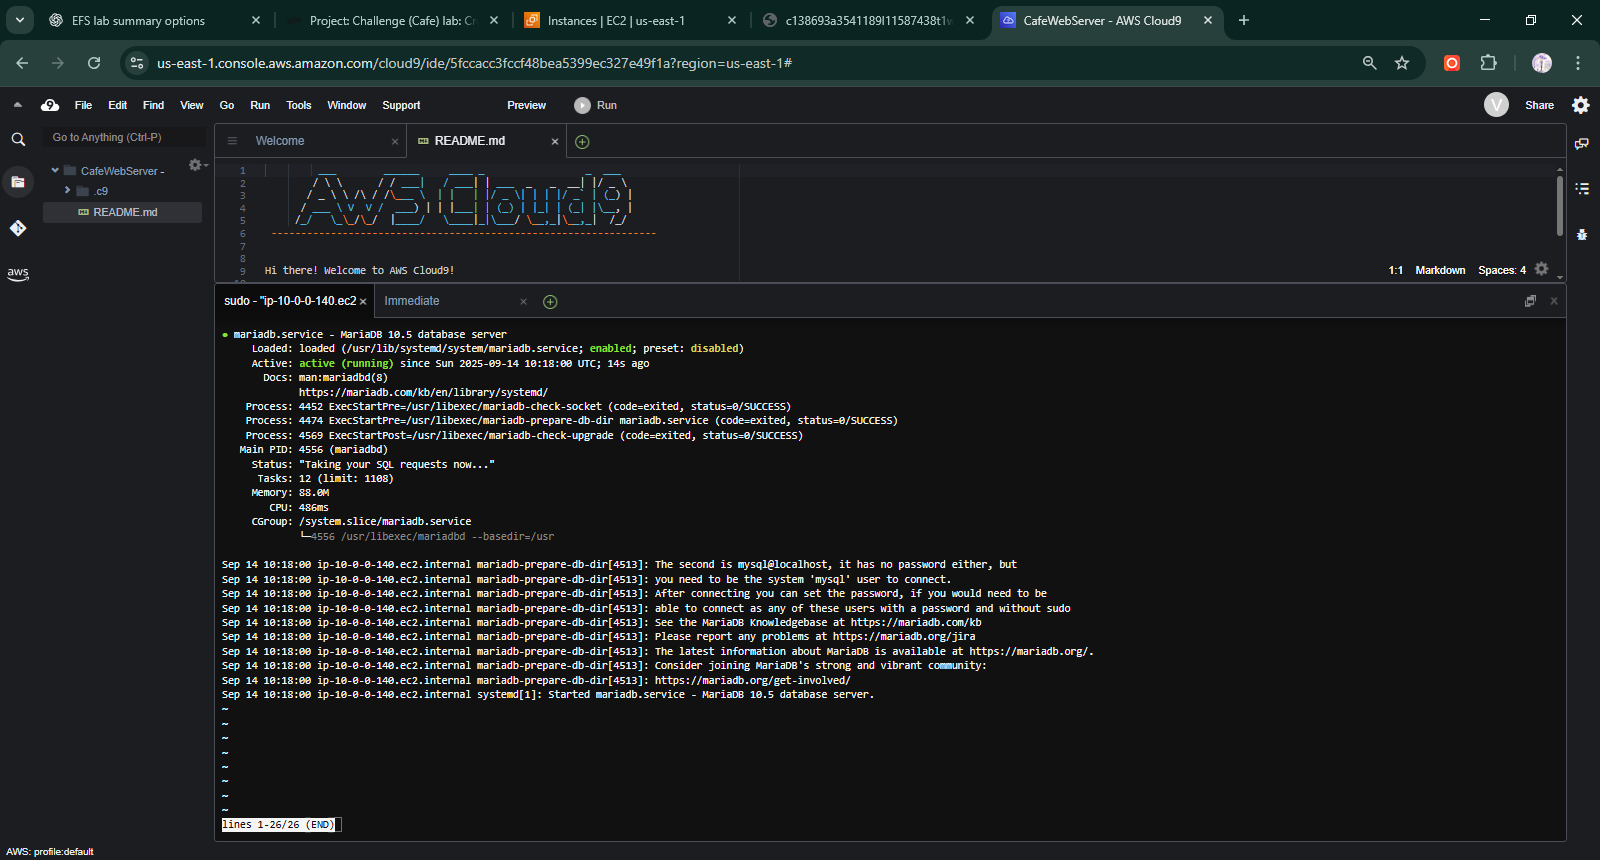 EFS lab summary options
Project: Challenge (Cafe) lab: Cr
Instances | EC2 | us-east-1
c138693a3541189l11587438t1w
CafeWebServer - AWS Cloud9
us-east-1.console.aws.amazon.com/cloud9/ide/5fccacc3fccf48bea5399ec327e49f1a?region=us-east-1#
9 File Edit Find View Go Run Tools Window Support Preview Run V Share
Go to Anything (Ctrl-P)
CafeWebServer -
.c9
README.md
aws
Welcome
README.md
1
2
3
4
5
6 -----------------------------------------------------------------
7
8
9 Hi there! Welcome to AWS Cloud9!
10
1:1 Markdown Spaces: 4
sudo - "ip-10-0-0-140.ec2
Immediate
● mariadb.service - MariaDB 10.5 database server
Loaded: loaded (/usr/lib/systemd/system/mariadb.service; enabled; preset: disabled)
Active: active (running) since Sun 2025-09-14 10:18:00 UTC; 14s ago
Docs: man:mariadbd(8)
https://mariadb.com/kb/en/library/systemd/
Process: 4452 ExecStartPre=/usr/libexec/mariadb-check-socket (code=exited, status=0/SUCCESS)
Process: 4474 ExecStartPre=/usr/libexec/mariadb-prepare-db-dir mariadb.service (code=exited, status=0/SUCCESS)
Process: 4569 ExecStartPost=/usr/libexec/mariadb-check-upgrade (code=exited, status=0/SUCCESS)
Main PID: 4556 (mariadbd)
Status: "Taking your SQL requests now..."
Tasks: 12 (limit: 1108)
Memory: 88.0M
CPU: 486ms
CGroup: /system.slice/mariadb.service
└─4556 /usr/libexec/mariadbd --basedir=/usr
Sep 14 10:18:00 ip-10-0-0-140.ec2.internal mariadb-prepare-db-dir[4513]: The second is mysql@localhost, it has no password either, but
Sep 14 10:18:00 ip-10-0-0-140.ec2.internal mariadb-prepare-db-dir[4513]: you need to be the system 'mysql' user to connect.
Sep 14 10:18:00 ip-10-0-0-140.ec2.internal mariadb-prepare-db-dir[4513]: After connecting you can set the password, if you would need to be
Sep 14 10:18:00 ip-10-0-0-140.ec2.internal mariadb-prepare-db-dir[4513]: able to connect as any of these users with a password and without sudo
Sep 14 10:18:00 ip-10-0-0-140.ec2.internal mariadb-prepare-db-dir[4513]: See the MariaDB Knowledgebase at https://mariadb.com/kb
Sep 14 10:18:00 ip-10-0-0-140.ec2.internal mariadb-prepare-db-dir[4513]: Please report any problems at https://mariadb.org/jira
Sep 14 10:18:00 ip-10-0-0-140.ec2.internal mariadb-prepare-db-dir[4513]: The latest information about MariaDB is available at https://mariadb.org/.
Sep 14 10:18:00 ip-10-0-0-140.ec2.internal mariadb-prepare-db-dir[4513]: Consider joining MariaDB's strong and vibrant community:
Sep 14 10:18:00 ip-10-0-0-140.ec2.internal mariadb-prepare-db-dir[4513]: https://mariadb.org/get-involved/
Sep 14 10:18:00 ip-10-0-0-140.ec2.internal systemd[1]: Started mariadb.service - MariaDB 10.5 database server.
~
~
~
~
~
~
~
~
lines 1-26/26 (END)
AWS: profile:default